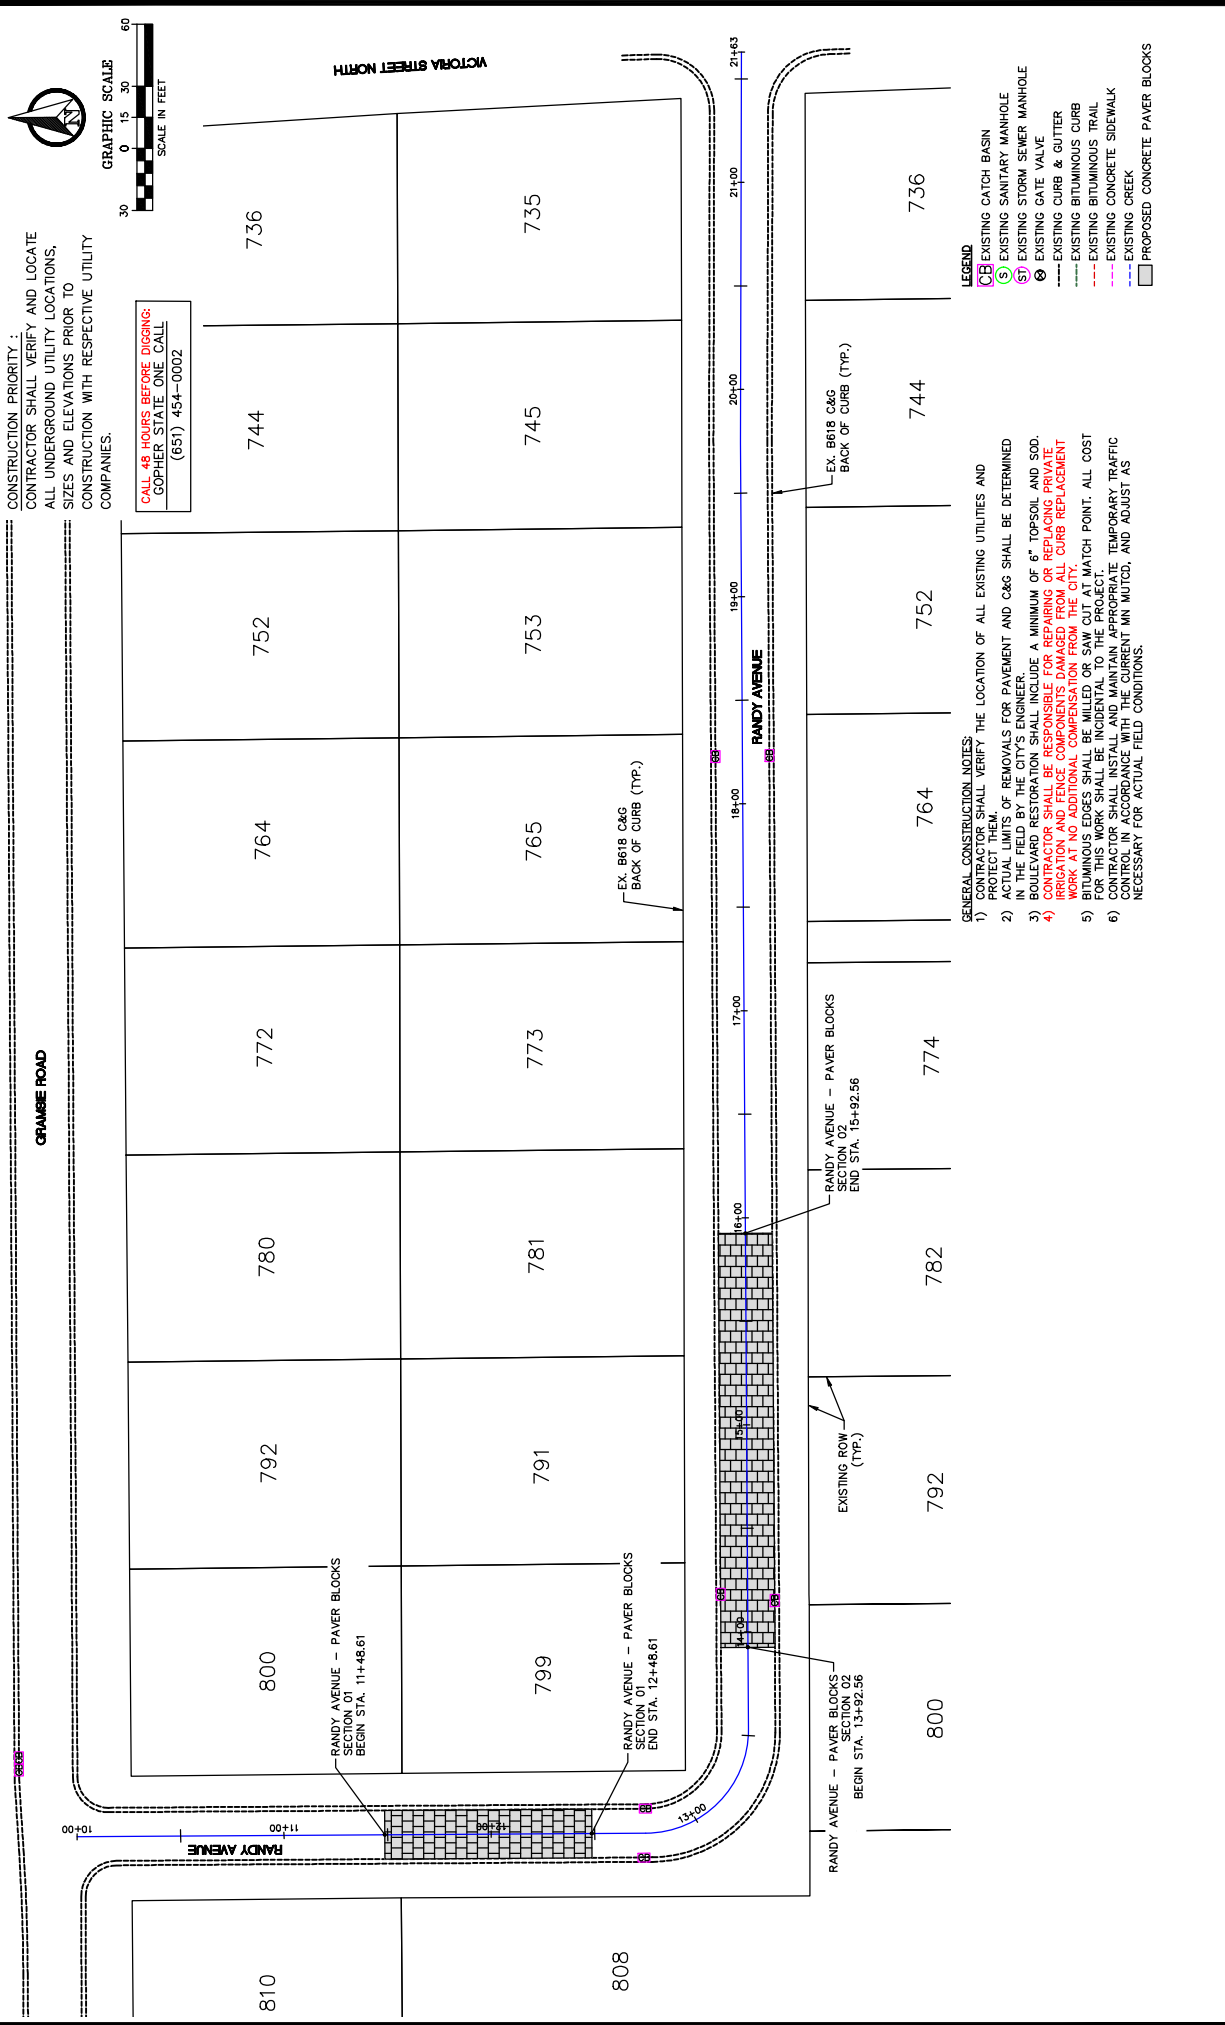 CONSTRUCTION PRIORITY :
CONTRACTOR SHALL VERIFY AND LOCATE
ALL UNDERGROUND UTILITY LOCATIONS,
SIZES AND ELEVATIONS PRIOR TO
CONSTRUCTION WITH RESPECTIVE UTILITY
COMPANIES.
N
GRAPHIC SCALE
30
0
15
30
60
SCALE IN FEET
CALL 48 HOURS BEFORE DIGGING:
GOPHER STATE ONE CALL
(651) 454-0002
GRAMSIE ROAD
VICTORIA STREET NORTH
810
800
792
780
772
764
752
744
736
808
799
791
781
773
765
753
745
735
RANDY AVENUE - PAVER BLOCKS
SECTION 01
BEGIN STA. 11+48.61
RANDY AVENUE - PAVER BLOCKS
SECTION 01
END STA. 12+48.61
EX. B618 C&G
BACK OF CURB (TYP.)
10+00
11+00
12+00
13+00
14+00
15+00
16+00
17+00
18+00
19+00
20+00
21+00
21+63
RANDY AVENUE
RANDY AVENUE
CB
CB
CB
CB
CB
CB
RANDY AVENUE - PAVER BLOCKS
SECTION 02
BEGIN STA. 13+92.56
EXISTING ROW
(TYP.)
RANDY AVENUE - PAVER BLOCKS
SECTION 02
END STA. 15+92.56
EX. B618 C&G
BACK OF CURB (TYP.)
800
792
782
774
764
752
744
736
GENERAL CONSTRUCTION NOTES:
1) CONTRACTOR SHALL VERIFY THE LOCATION OF ALL EXISTING UTILITIES AND
PROTECT THEM.
2) ACTUAL LIMITS OF REMOVALS FOR PAVEMENT AND C&G SHALL BE DETERMINED
IN THE FIELD BY THE CITY'S ENGINEER.
3) BOULEVARD RESTORATION SHALL INCLUDE A MINIMUM OF 6" TOPSOIL AND SOD.
4) CONTRACTOR SHALL BE RESPONSIBLE FOR REPAIRING OR REPLACING PRIVATE
IRRIGATION AND FENCE COMPONENTS DAMAGED FROM ALL CURB REPLACEMENT
WORK AT NO ADDITIONAL COMPENSATION FROM THE CITY.
5) BITUMINOUS EDGES SHALL BE MILLED OR SAW CUT AT MATCH POINT. ALL COST
FOR THIS WORK SHALL BE INCIDENTAL TO THE PROJECT.
6) CONTRACTOR SHALL INSTALL AND MAINTAIN APPROPRIATE TEMPORARY TRAFFIC
CONTROL IN ACCORDANCE WITH THE CURRENT MN MUTCD, AND ADJUST AS
NECESSARY FOR ACTUAL FIELD CONDITIONS.
LEGEND
CB EXISTING CATCH BASIN
S EXISTING SANITARY MANHOLE
ST EXISTING STORM SEWER MANHOLE
EXISTING GATE VALVE
EXISTING CURB & GUTTER
EXISTING BITUMINOUS CURB
EXISTING BITUMINOUS TRAIL
EXISTING CONCRETE SIDEWALK
EXISTING CREEK
PROPOSED CONCRETE PAVER BLOCKS